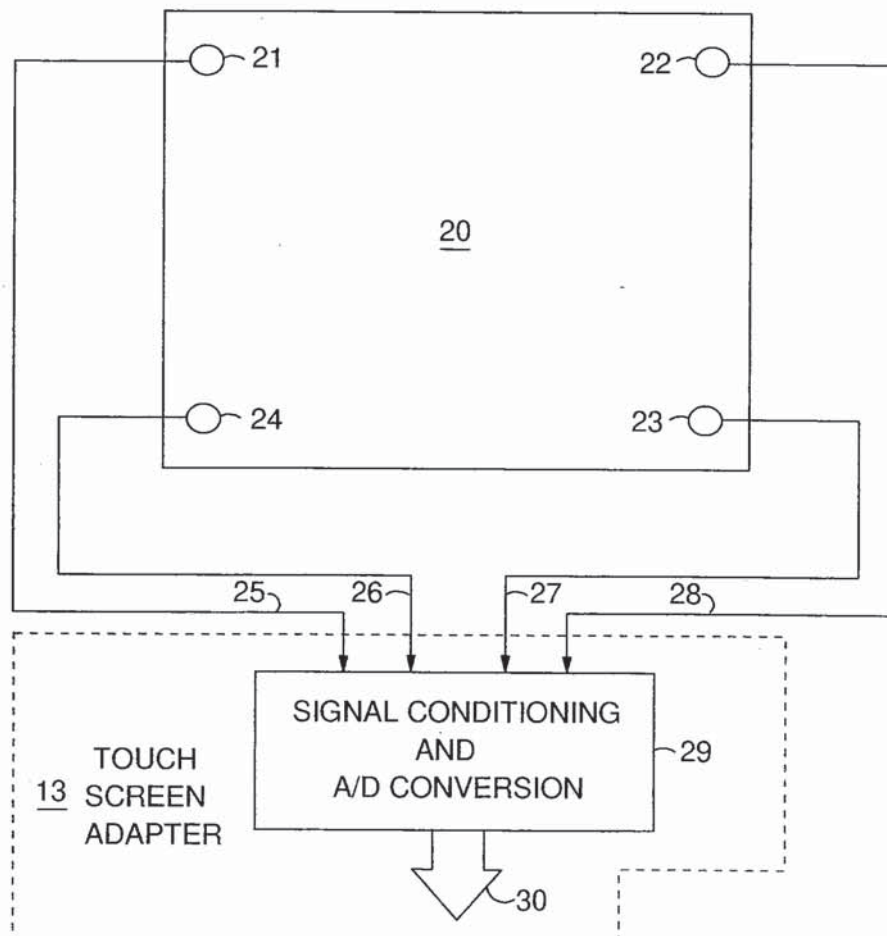 21
22
20
24
23
25
26
27
28
SIGNAL CONDITIONING
AND
A/D CONVERSION
29
13
TOUCH
SCREEN
ADAPTER
30